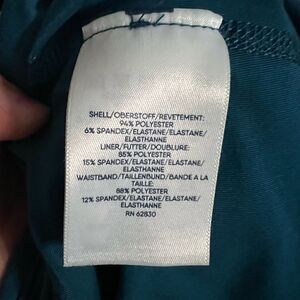 SHELL/OBERSTOFF/REVETEMENT:
94% POLYESTER
6% SPANDEX/ELASTANE/ELASTANE/
ELASTHANNE
LINER/FUTTER/DOUBLURE:
85% POLYESTER
15% SPANDEX/ELASTANE/ELASTANE/
ELASTHANNE
WAISTBAND/TAILLENBUND/BANDE A LA
TAILLE:
88% POLYESTER
12% SPANDEX/ELASTANE/ELASTANE/
ELASTHANNE
RN 62830